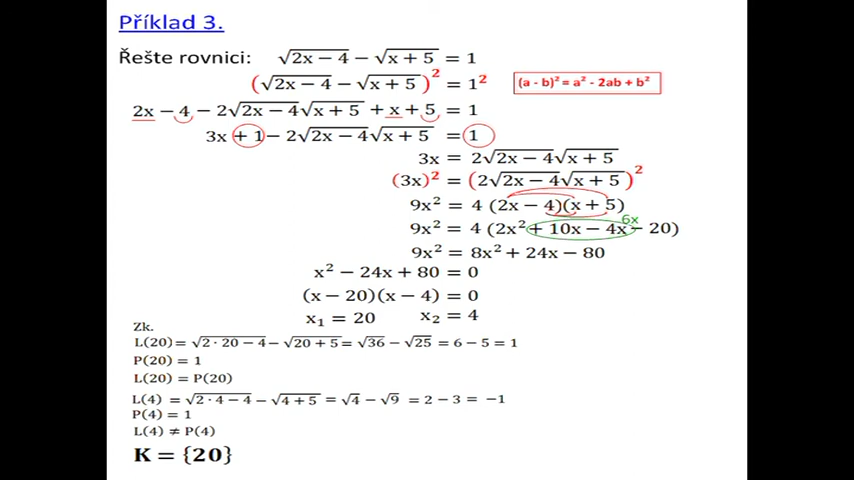 Příklad 3.
Řešte rovnici: √(2x − 4) − √(x + 5) = 1
(√(2x − 4) − √(x + 5))² = 1²
(a - b)² = a² - 2ab + b²
2x − 4 − 2√(2x − 4)√(x + 5) + x + 5 = 1
3x + 1 − 2√(2x − 4)√(x + 5) = 1
3x = 2√(2x − 4)√(x + 5)
(3x)² = (2√(2x − 4)√(x + 5))²
9x² = 4 (2x − 4)(x + 5)
6x
9x² = 4 (2x² + 10x − 4x − 20)
9x² = 8x² + 24x − 80
x² − 24x + 80 = 0
(x − 20)(x − 4) = 0
x₁ = 20 x₂ = 4
Zk.
L(20) = √(2 · 20 − 4) − √(20 + 5) = √36 − √25 = 6 − 5 = 1
P(20) = 1
L(20) = P(20)
L(4) = √(2 · 4 − 4) − √(4 + 5) = √4 − √9 = 2 − 3 = −1
P(4) = 1
L(4) ≠ P(4)
K = {20}